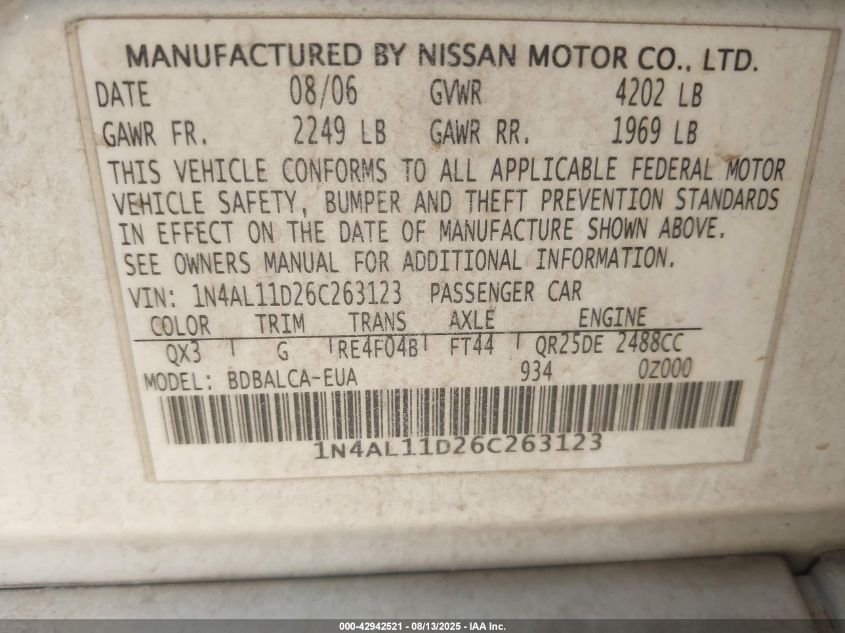 MANUFACTURED BY NISSAN MOTOR CO., LTD.
DATE 08/06 GVWR 4202 LB
GAWR FR. 2249 LB GAWR RR. 1969 LB
THIS VEHICLE CONFORMS TO ALL APPLICABLE FEDERAL MOTOR
VEHICLE SAFETY, BUMPER AND THEFT PREVENTION STANDARDS
IN EFFECT ON THE DATE OF MANUFACTURE SHOWN ABOVE.
SEE OWNERS MANUAL FOR ADDITIONAL INFORMATION.
VIN: 1N4AL11D26C263123 PASSENGER CAR
COLOR TRIM TRANS AXLE ENGINE
QX3 G RE4F04B FT44 QR25DE 2488CC
MODEL: BDBALCA-EUA 934 0Z000
1N4AL11D26C263123
000-42942521 - 08/13/2025 - IAA Inc.